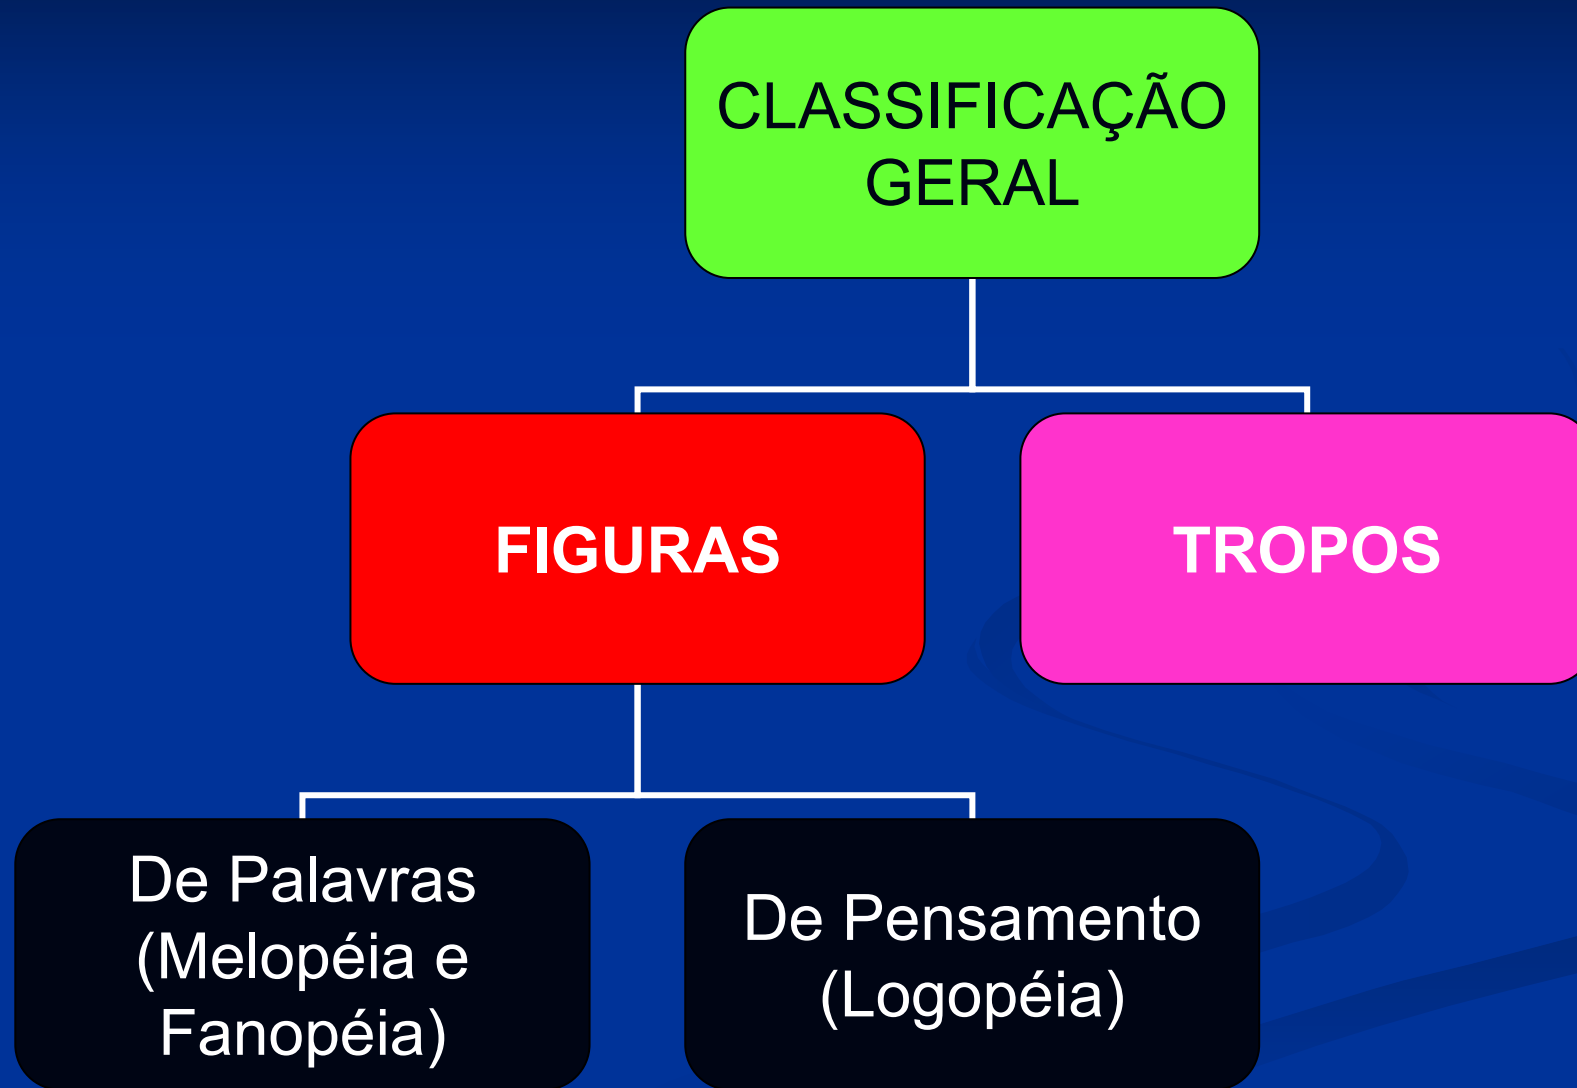 CLASSIFICAÇÃO
GERAL
FIGURAS
TROPOS
De Palavras
(Melopéia e
Fanopéia)
De Pensamento
(Logopéia)